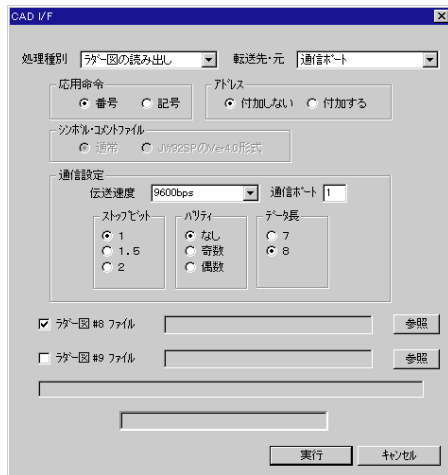 CAD I/F
処理種別 ラダー図の読み出し 転送先・元 通信ポート
応用命令 アドレス
番号 記号 付加しない 付加する
シンボル・コメントファイル
通常 JW92SPのVer4.0形式
通信設定
伝送速度 9600bps 通信ポート 1
ストップビット パリティ データ長
1 なし 7
1.5 奇数 8
2 偶数
ラダー図 #8 ファイル 参照
ラダー図 #9 ファイル 参照
実行 キャンセル